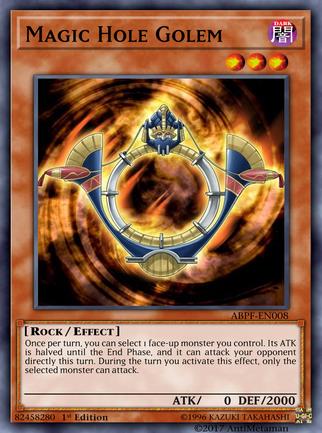 Magic Hole Golem
DARK
闇
ABPF-EN008
[Rock / Effect]
Once per turn, you can select 1 face-up monster you control. Its ATK
is halved until the End Phase, and it can attack your opponent
directly this turn. During the turn you activate this effect, only
the selected monster can attack.
ATK/ 0 DEF/2000
82458280 1st Edition ©1996 KAZUKI TAKAHASHI
©2017 AntiMetaman